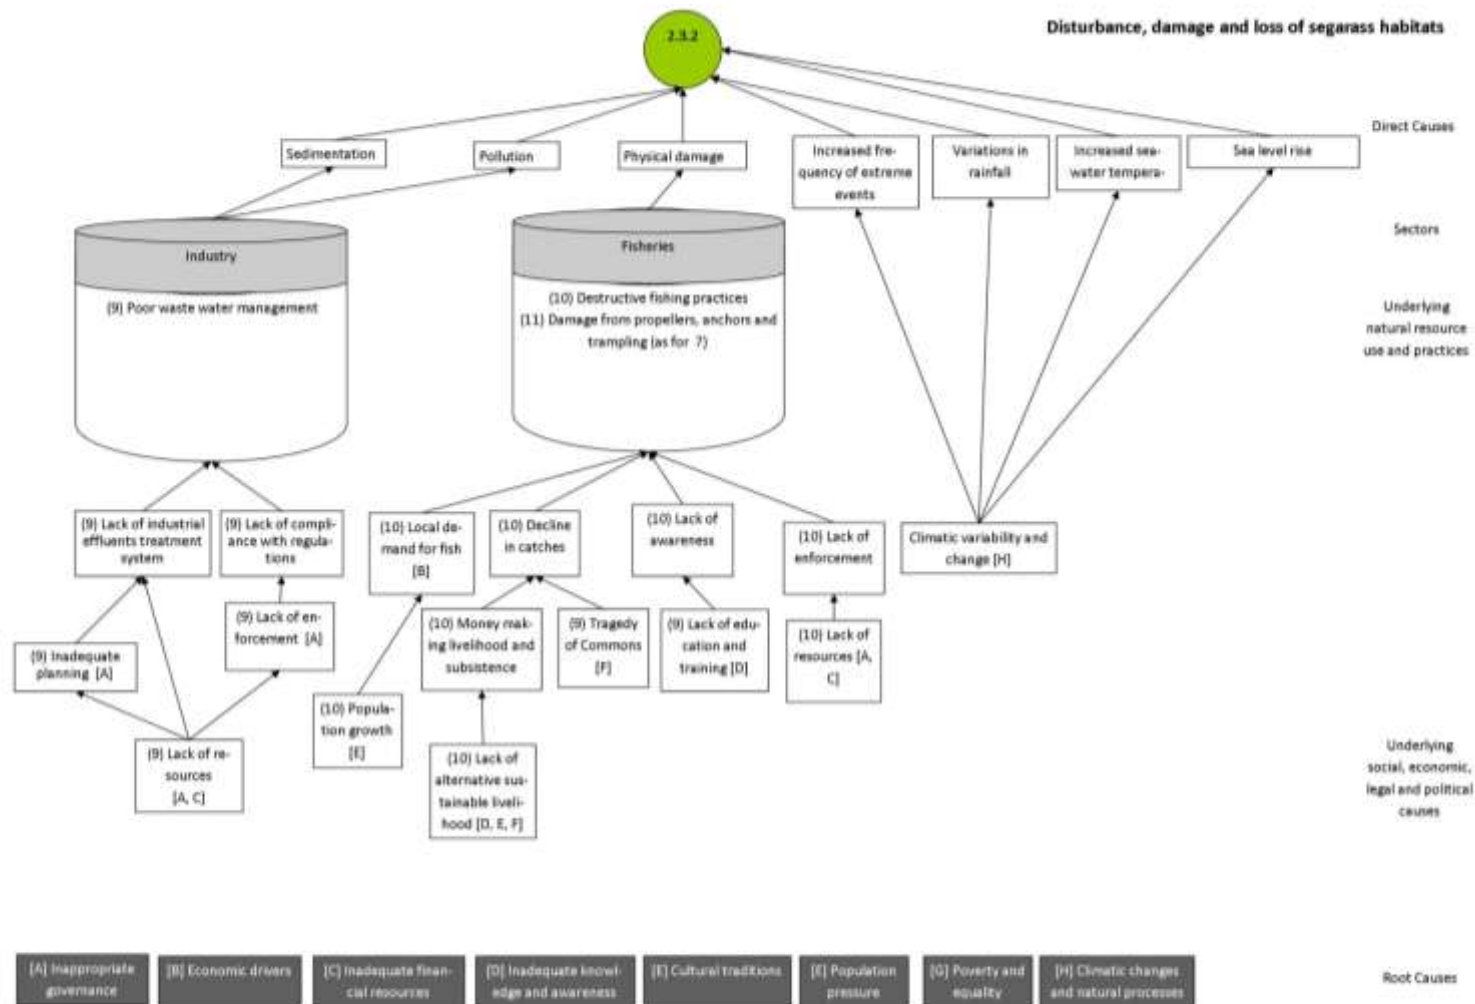 Disturbance, damage and loss of segarass habitats
2.3.2
Direct Causes
Sedimentation
Pollution
Physical damage
Increased fre-
quency of extreme
events
Variations in
rainfall
Increased sea-
water tempera-
Sea level rise
Sectors
Industry
Fisheries
Underlying
natural resource
use and practices
(9) Poor waste water management
(10) Destructive fishing practices
(11) Damage from propellers, anchors and
trampling (as for 7)
(9) Lack of industrial
effluents treatment
system
(9) Lack of compli-
ance with regula-
tions
(10) Local de-
mand for fish
[B]
(10) Decline
in catches
(10) Lack of
awareness
(10) Lack of
enforcement
Climatic variability and
change [H]
(9) Inadequate
planning [A]
(9) Lack of en-
forcement [A]
(10) Money mak-
ing livelihood and
subsistence
(9) Tragedy
of Commons
[F]
(9) Lack of edu-
cation and
training [D]
(10) Lack of
resources [A,
C]
(9) Lack of re-
sources
[A, C]
(10) Popula-
tion growth
[E]
(10) Lack of
alternative sus-
tainable liveli-
hood [D, E, F]
Underlying
social, economic,
legal and political
causes
[A] Inappropriate
governance
[B] Economic drivers
[C] Inadequate finan-
cial resources
[D] Inadequate knowl-
edge and awareness
[E] Cultural traditions
[E] Population
pressure
[G] Poverty and
equality
[H] Climatic changes
and natural processes
Root Causes